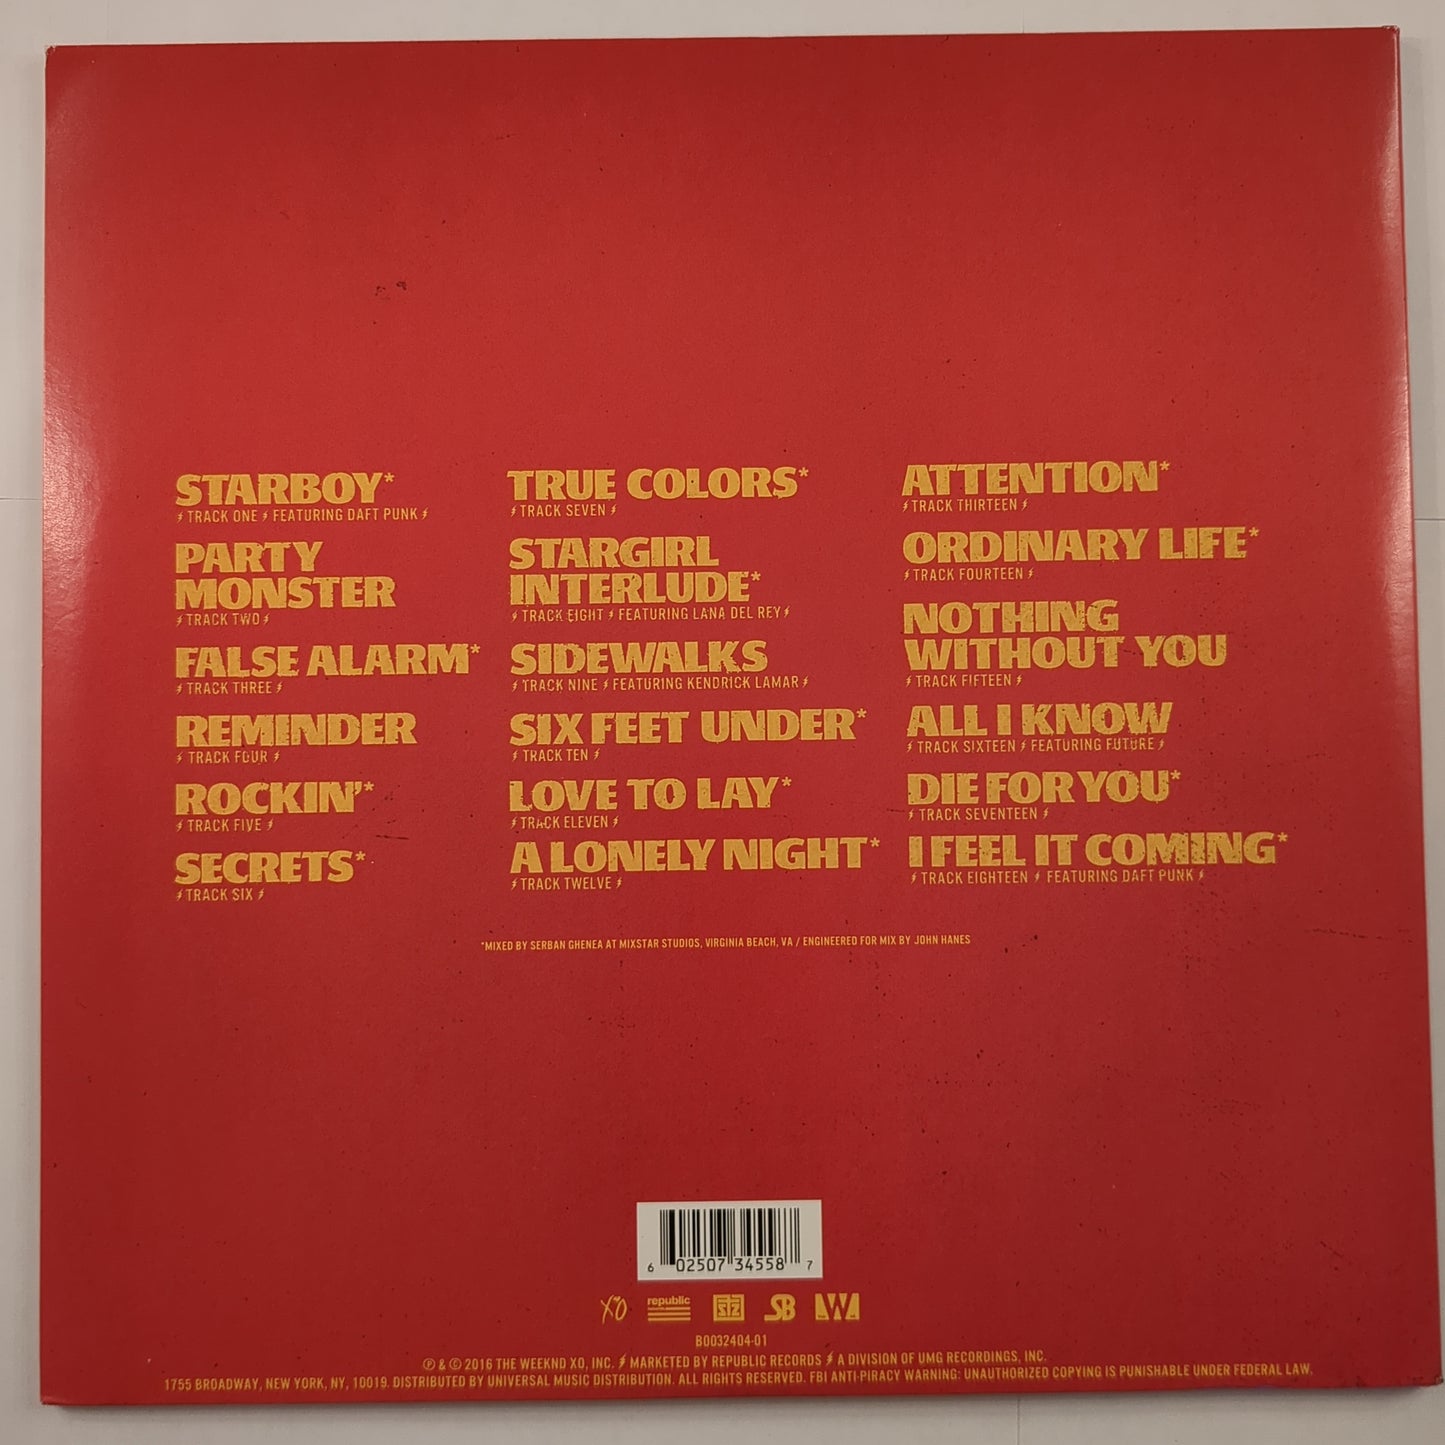 STARBOY*
TRACK ONE FEATURING DAFT PUNK
PARTY
MONSTER
TRACK TWO
FALSE ALARM*
TRACK THREE
REMINDER
TRACK FOUR
ROCKIN'*
TRACK FIVE
SECRETS*
TRACK SIX
TRUE COLORS*
TRACK SEVEN
STARGIRL
INTERLUDE*
TRACK EIGHT FEATURING LANA DEL REY
SIDEWALKS
TRACK NINE FEATURING KENDRICK LAMAR
SIX FEET UNDER*
TRACK TEN
LOVE TO LAY*
TRACK ELEVEN
A LONELY NIGHT*
TRACK TWELVE
ATTENTION*
TRACK THIRTEEN
ORDINARY LIFE*
TRACK FOURTEEN
NOTHING
WITHOUT YOU
TRACK FIFTEEN
ALL I KNOW
TRACK SIXTEEN FEATURING FUTURE
DIE FOR YOU*
TRACK SEVENTEEN
I FEEL IT COMING*
TRACK EIGHTEEN FEATURING DAFT PUNK
*MIXED BY SERBAN GHENEA AT MIXSTAR STUDIOS, VIRGINIA BEACH, VA / ENGINEERED FOR MIX BY JOHN HANES
6 02507 34558 7
XO republic STZ SB W
B0032404-01
℗ & © 2016 THE WEEKND XO, INC. MARKETED BY REPUBLIC RECORDS A DIVISION OF UMG RECORDINGS, INC.
1755 BROADWAY, NEW YORK, NY, 10019. DISTRIBUTED BY UNIVERSAL MUSIC DISTRIBUTION. ALL RIGHTS RESERVED. FBI ANTI-PIRACY WARNING: UNAUTHORIZED COPYING IS PUNISHABLE UNDER FEDERAL LAW.